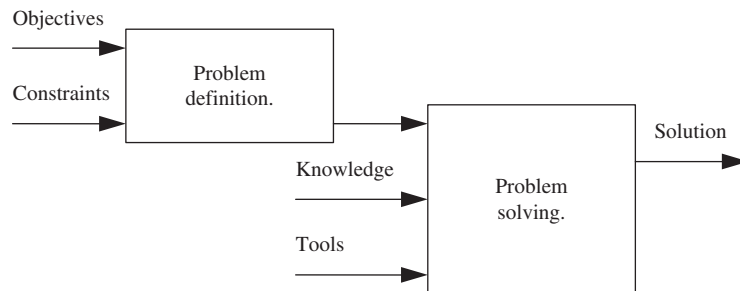 Objectives
Problem
definition.
Constraints
Solution
Knowledge
Problem
solving.
Tools